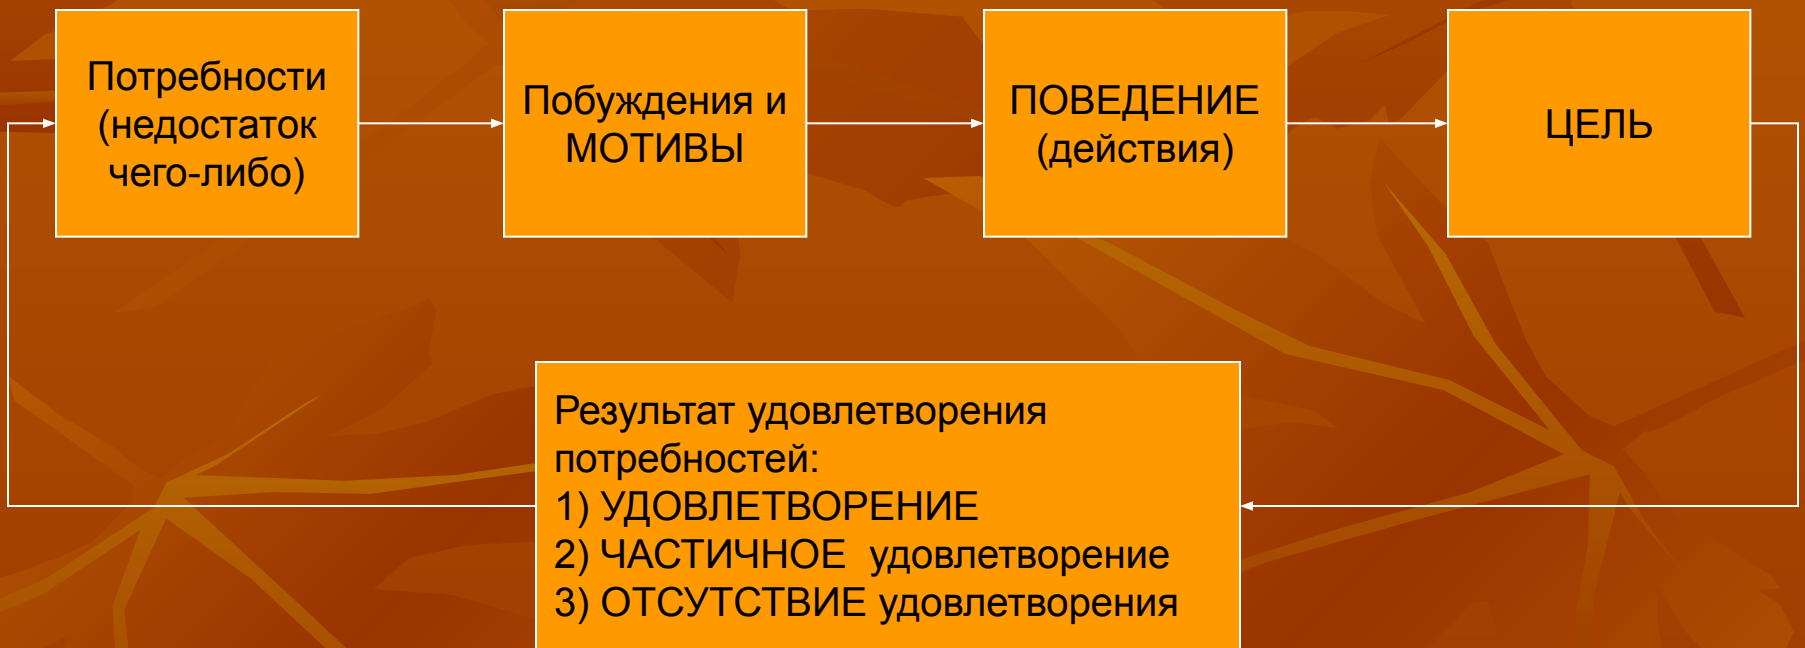 Потребности
(недостаток
чего-либо)
Побуждения и
МОТИВЫ
ПОВЕДЕНИЕ
(действия)
ЦЕЛЬ
Результат удовлетворения
потребностей:
1) УДОВЛЕТВОРЕНИЕ
2) ЧАСТИЧНОЕ  удовлетворение
3) ОТСУТСТВИЕ удовлетворения